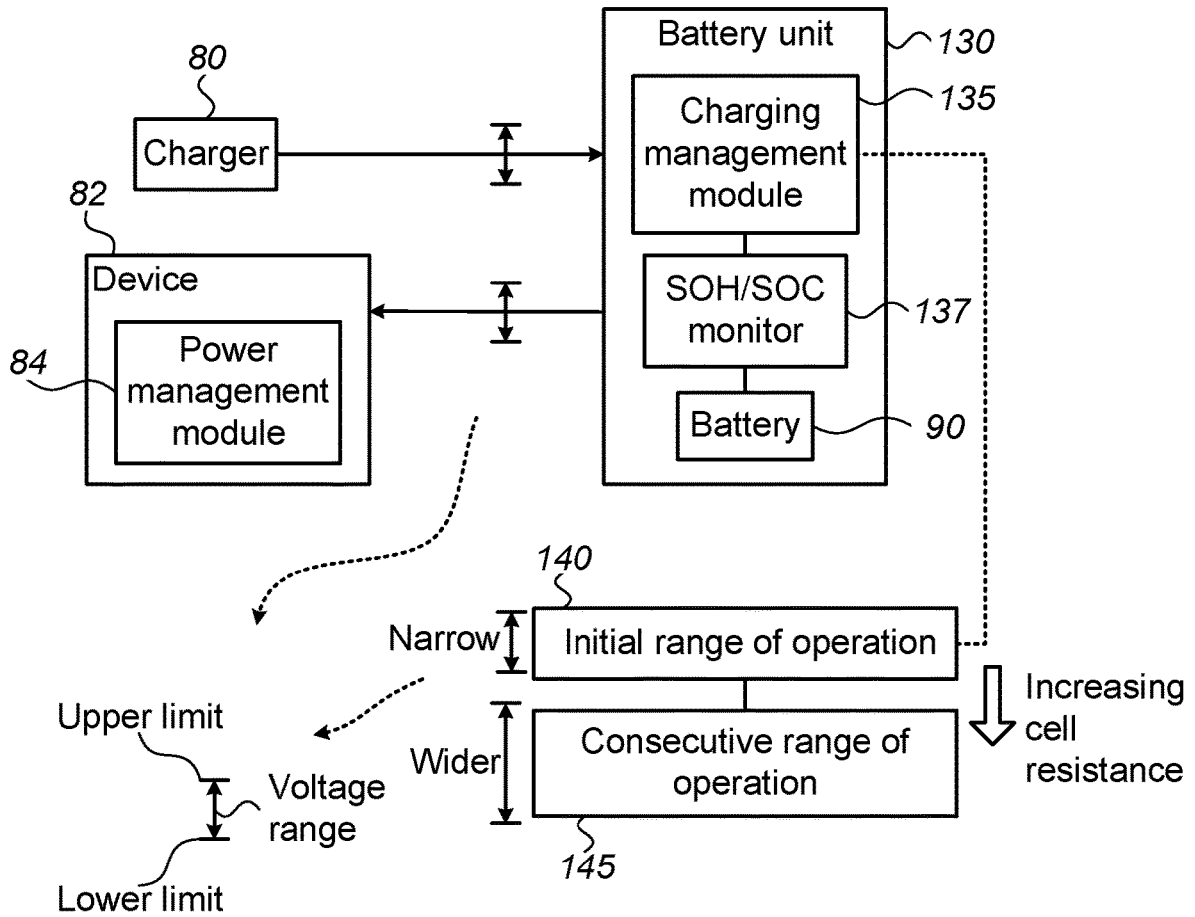 80
Charger
82
Device
84
Power
management
module
Battery unit
130
Charging
management
module
135
SOH/SOC
monitor
137
Battery
90
140
Narrow
Initial range of operation
Wider
Consecutive range of
operation
145
Increasing
cell
resistance
Upper limit
Voltage
range
Lower limit